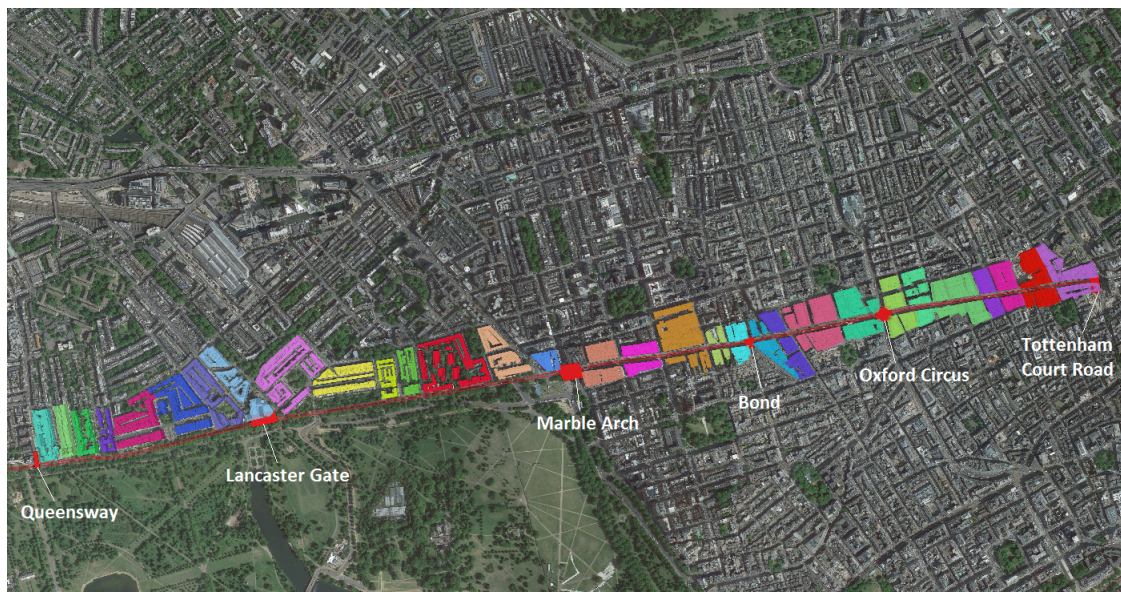 Queensway
Lancaster Gate
Marble Arch
Bond
Oxford Circus
Tottenham
Court Road